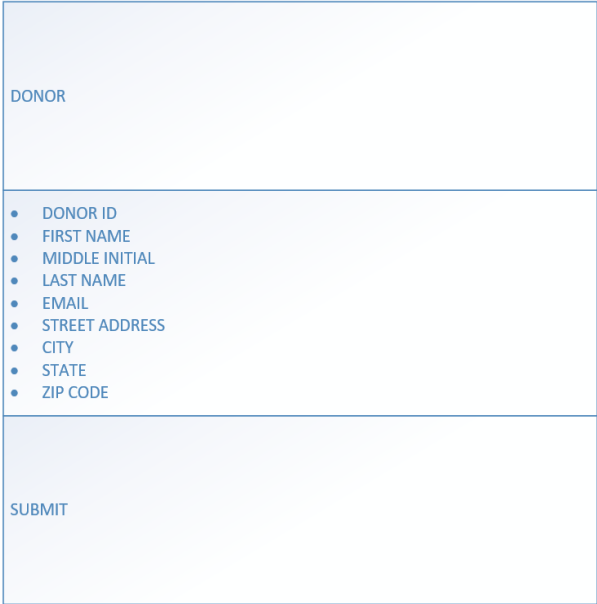 DONOR
• DONOR ID
• FIRST NAME
• MIDDLE INITIAL
• LAST NAME
• EMAIL
• STREET ADDRESS
• CITY
• STATE
• ZIP CODE
SUBMIT